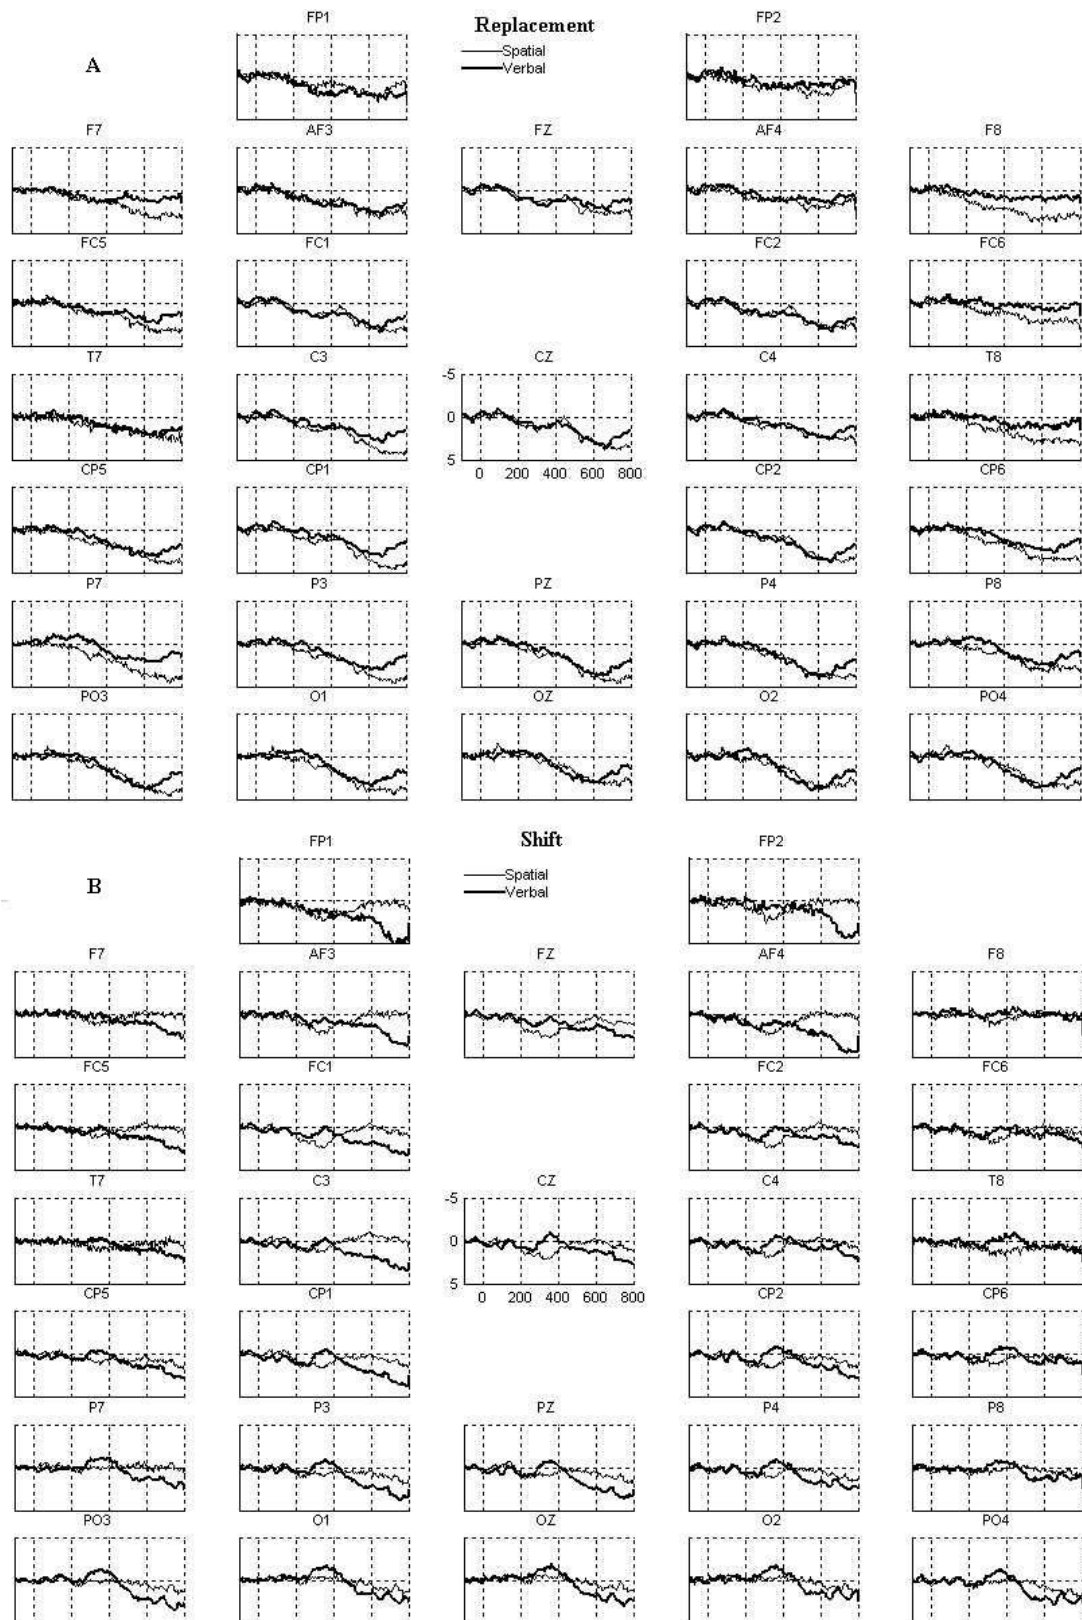 FP1 Replacement FP2
Spatial
A Verbal
F7 AF3 FZ AF4 F8
FC5 FC1 FC2 FC6
T7 C3 CZ C4 T8
-5
0
5
0 200 400 600 800
CP5 CP1 CP2 CP6
P7 P3 PZ P4 P8
PO3 O1 OZ O2 PO4
FP1 Shift FP2
Spatial
B Verbal
F7 AF3 FZ AF4 F8
FC5 FC1 FC2 FC6
T7 C3 CZ C4 T8
-5
0
5
0 200 400 600 800
CP5 CP1 CP2 CP6
P7 P3 PZ P4 P8
PO3 O1 OZ O2 PO4